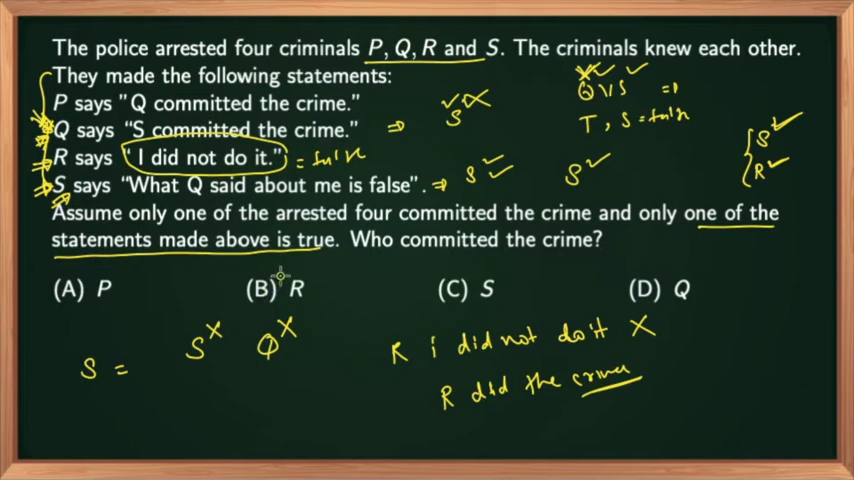 The police arrested four criminals P, Q, R and S. The criminals knew each other.
They made the following statements:
P says "Q committed the crime."
Q says "S committed the crime." ⇒ S
R says "I did not do it." = false
S says "What Q said about me is false". ⇒ S
S
Q S ⇒
T, S = false
S
R
Assume only one of the arrested four committed the crime and only one of the
statements made above is true. Who committed the crime?
(A) P (B) R (C) S (D) Q
S = S X Q X
R i did not do it X
R did the crime